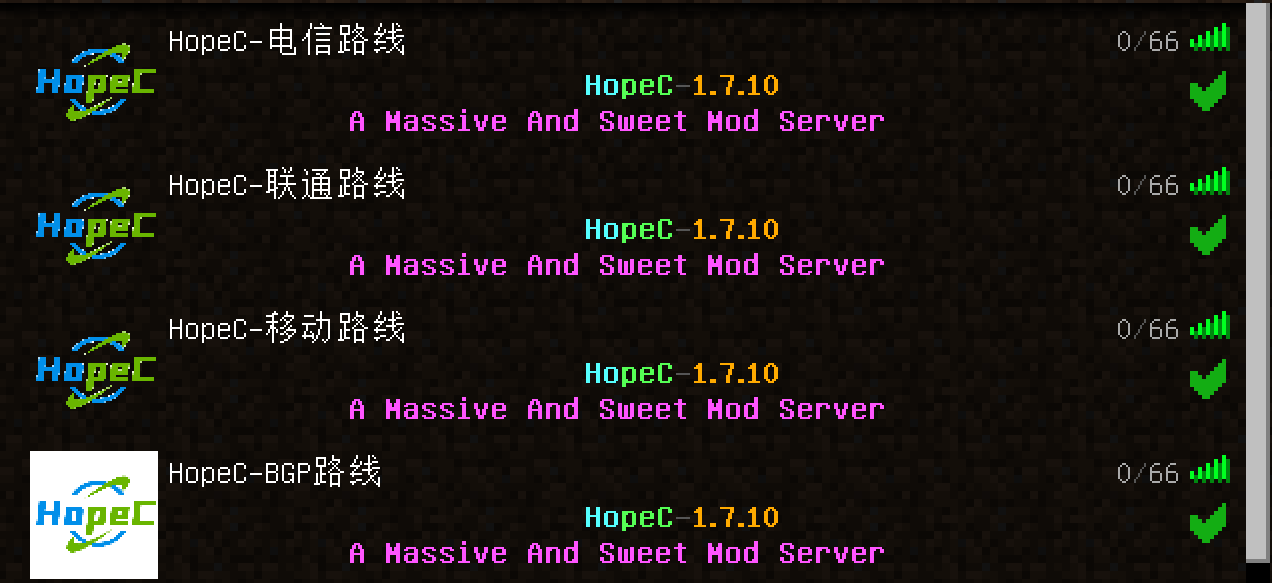 HopeC-电信路线
0/66
HopeC
HopeC-1.7.10
A Massive And Sweet Mod Server
HopeC-联通路线
0/66
HopeC
HopeC-1.7.10
A Massive And Sweet Mod Server
HopeC-移动路线
0/66
HopeC
HopeC-1.7.10
A Massive And Sweet Mod Server
HopeC-BGP路线
0/66
HopeC
HopeC-1.7.10
A Massive And Sweet Mod Server